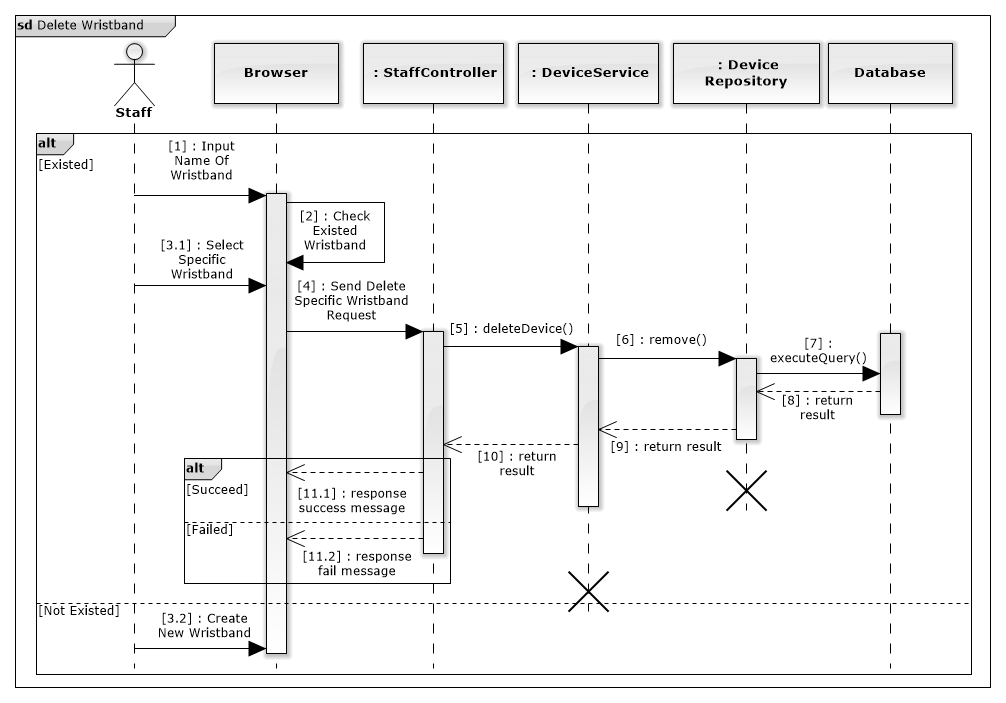 sd Delete Wristband
Staff
Browser
: StaffController
: DeviceService
: Device
Repository
Database
alt
[Existed]
[1] : Input
Name Of
Wristband
[2] : Check
Existed
Wristband
[3.1] : Select
Specific
Wristband
[4] : Send Delete
Specific Wristband
Request
[5] : deleteDevice()
[6] : remove()
[7] :
executeQuery()
[8] : return
result
[9] : return result
[10] : return
result
alt
[Succeed]
[11.1] : response
success message
[Failed]
[11.2] : response
fail message
[Not Existed]
[3.2] : Create
New Wristband